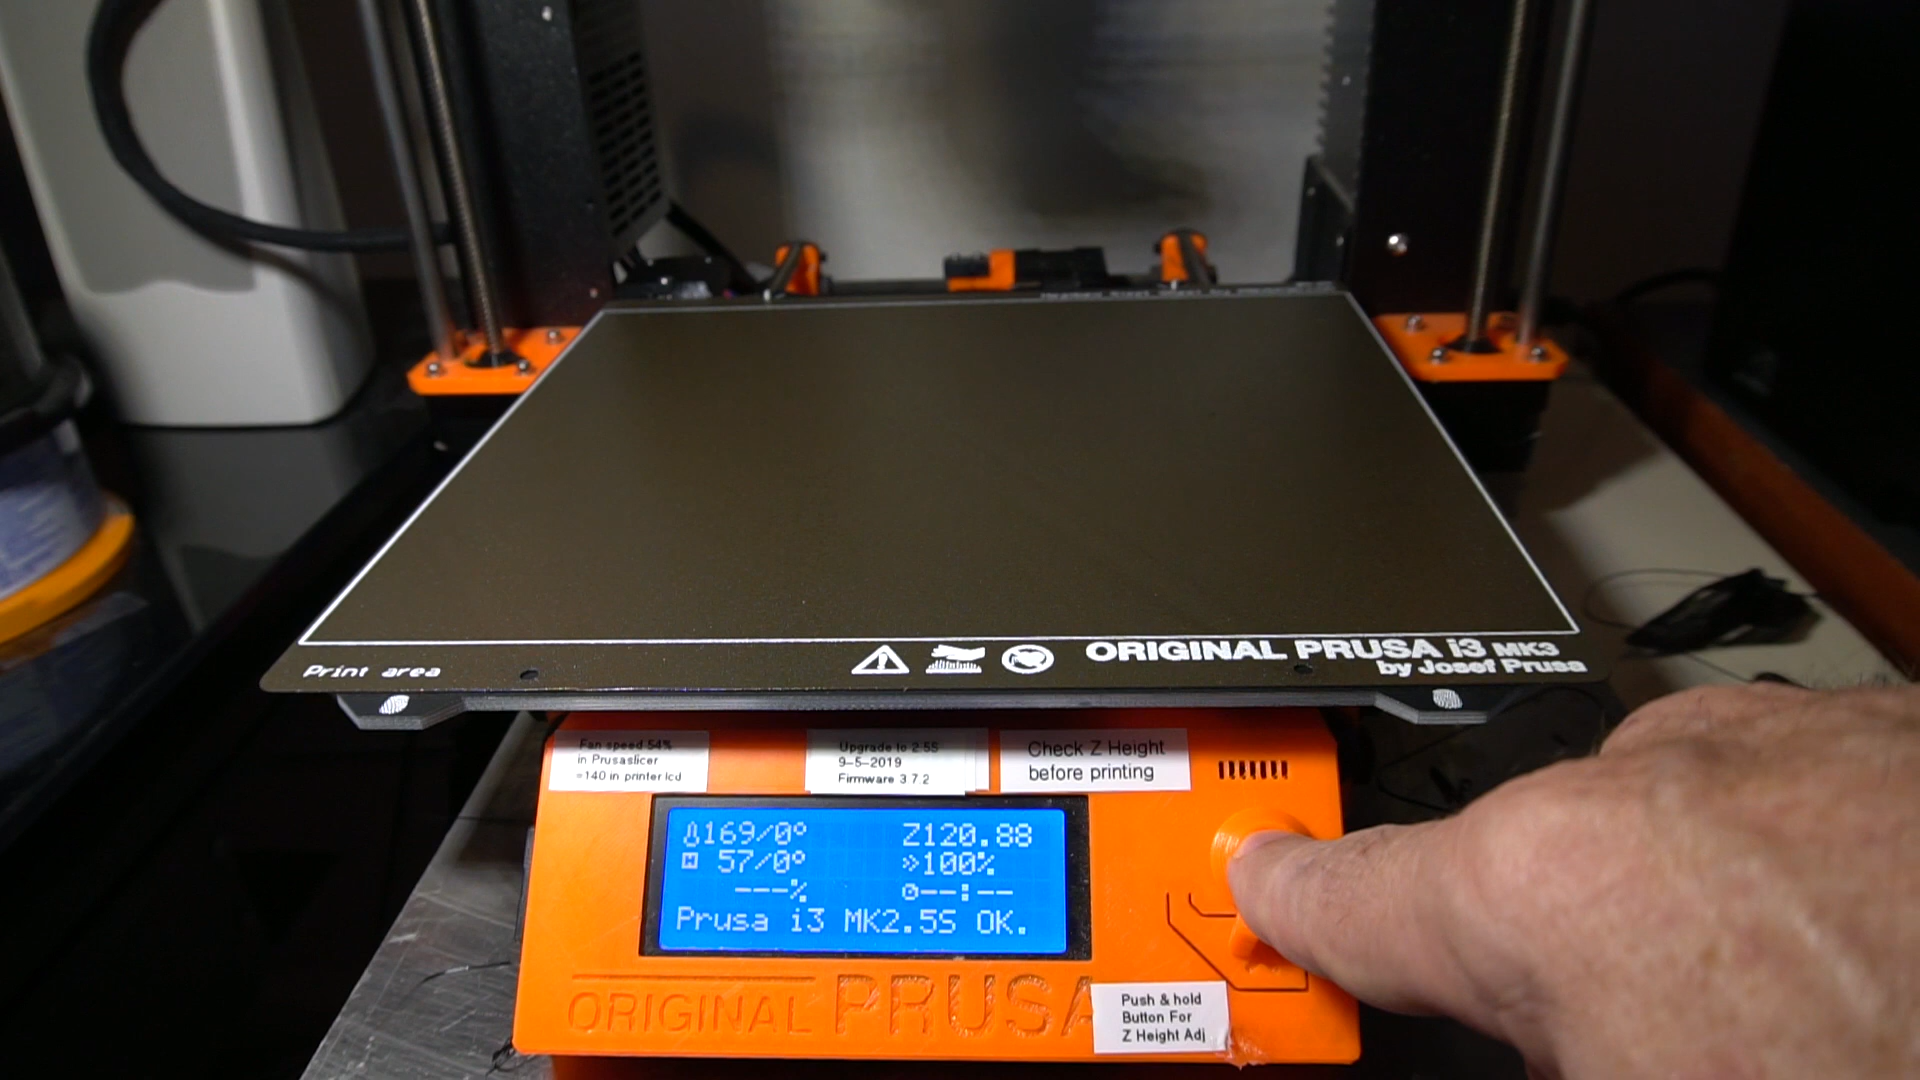 Print area
ORIGINAL PRUSA i3 MK3
by Josef Prusa
Fan speed 54%
in Prusaslicer
=140 in printer lcd
Upgrade to 2.5S
9-5-2019
Firmware 3.7.2
Check Z Height
before printing
169/0° Z120.88
57/0° 100%
---% --:--
Prusa i3 MK2.5S OK.
ORIGINAL PRUSA
Push & hold
Button For
Z Height Adj